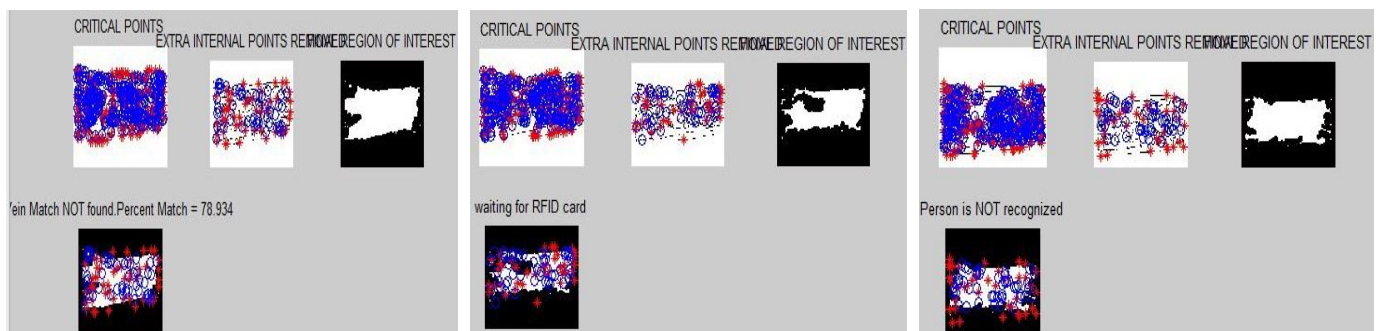 CRITICAL POINTS
EXTRA INTERNAL POINTS REGION OF INTEREST
Vein Match NOT found.Percent Match = 78.934
CRITICAL POINTS
EXTRA INTERNAL POINTS REGION OF INTEREST
waiting for RFID card
CRITICAL POINTS
EXTRA INTERNAL POINTS REGION OF INTEREST
Person is NOT recognized